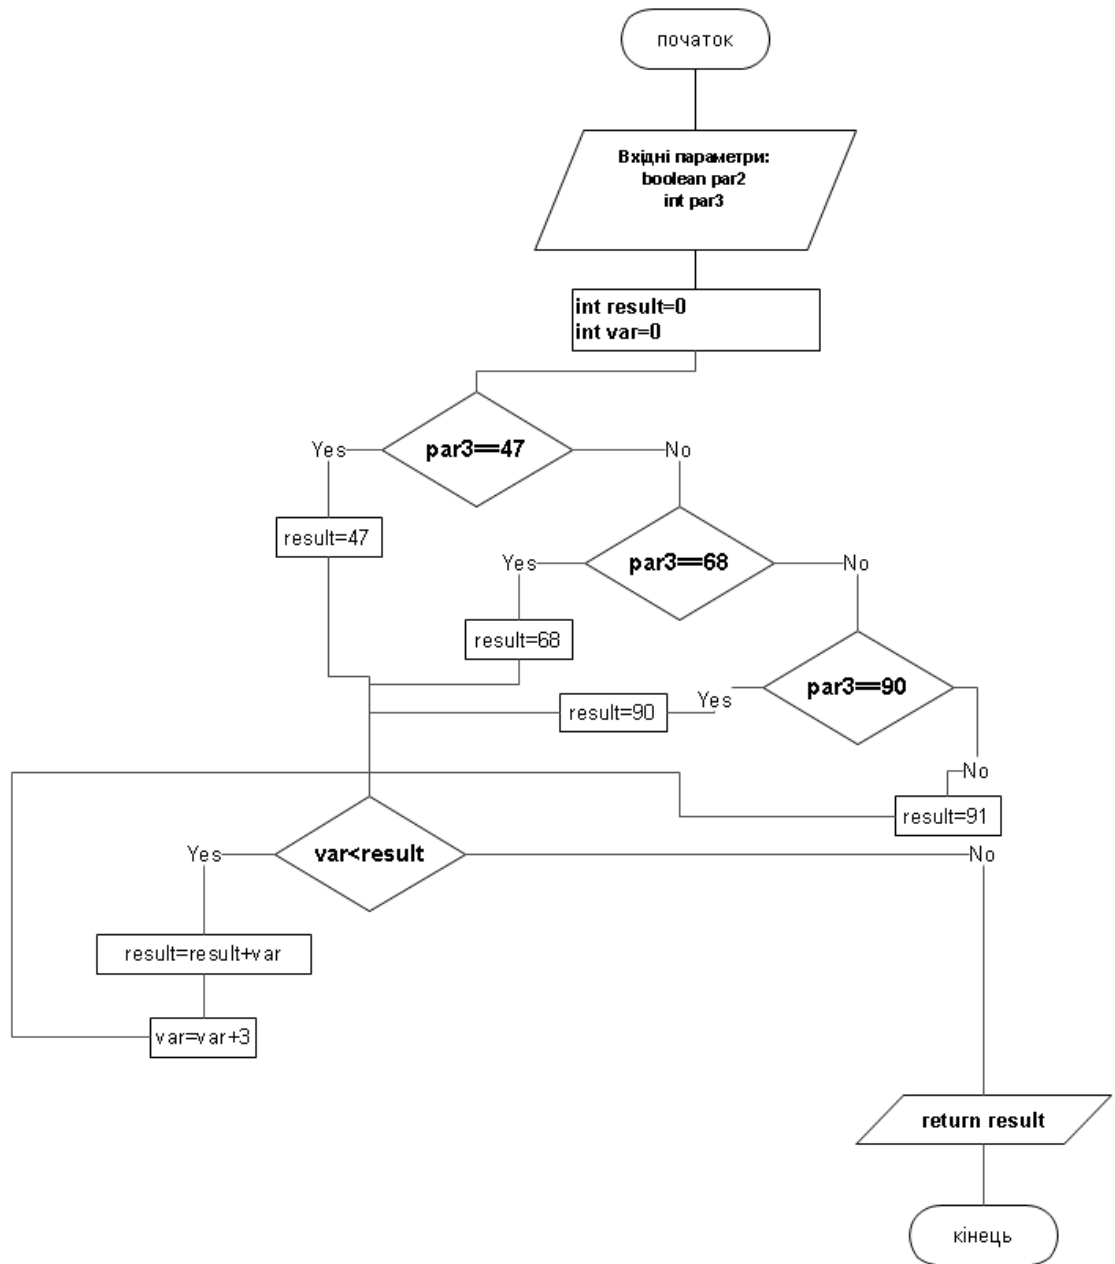 початок
Вхідні параметри:
boolean par2
int par3
int result=0
int var=0
par3==47
Yes
No
result=47
par3==68
Yes
No
result=68
par3==90
Yes
result=90
No
result=91
var<result
Yes
No
result=result+var
var=var+3
return result
кінець